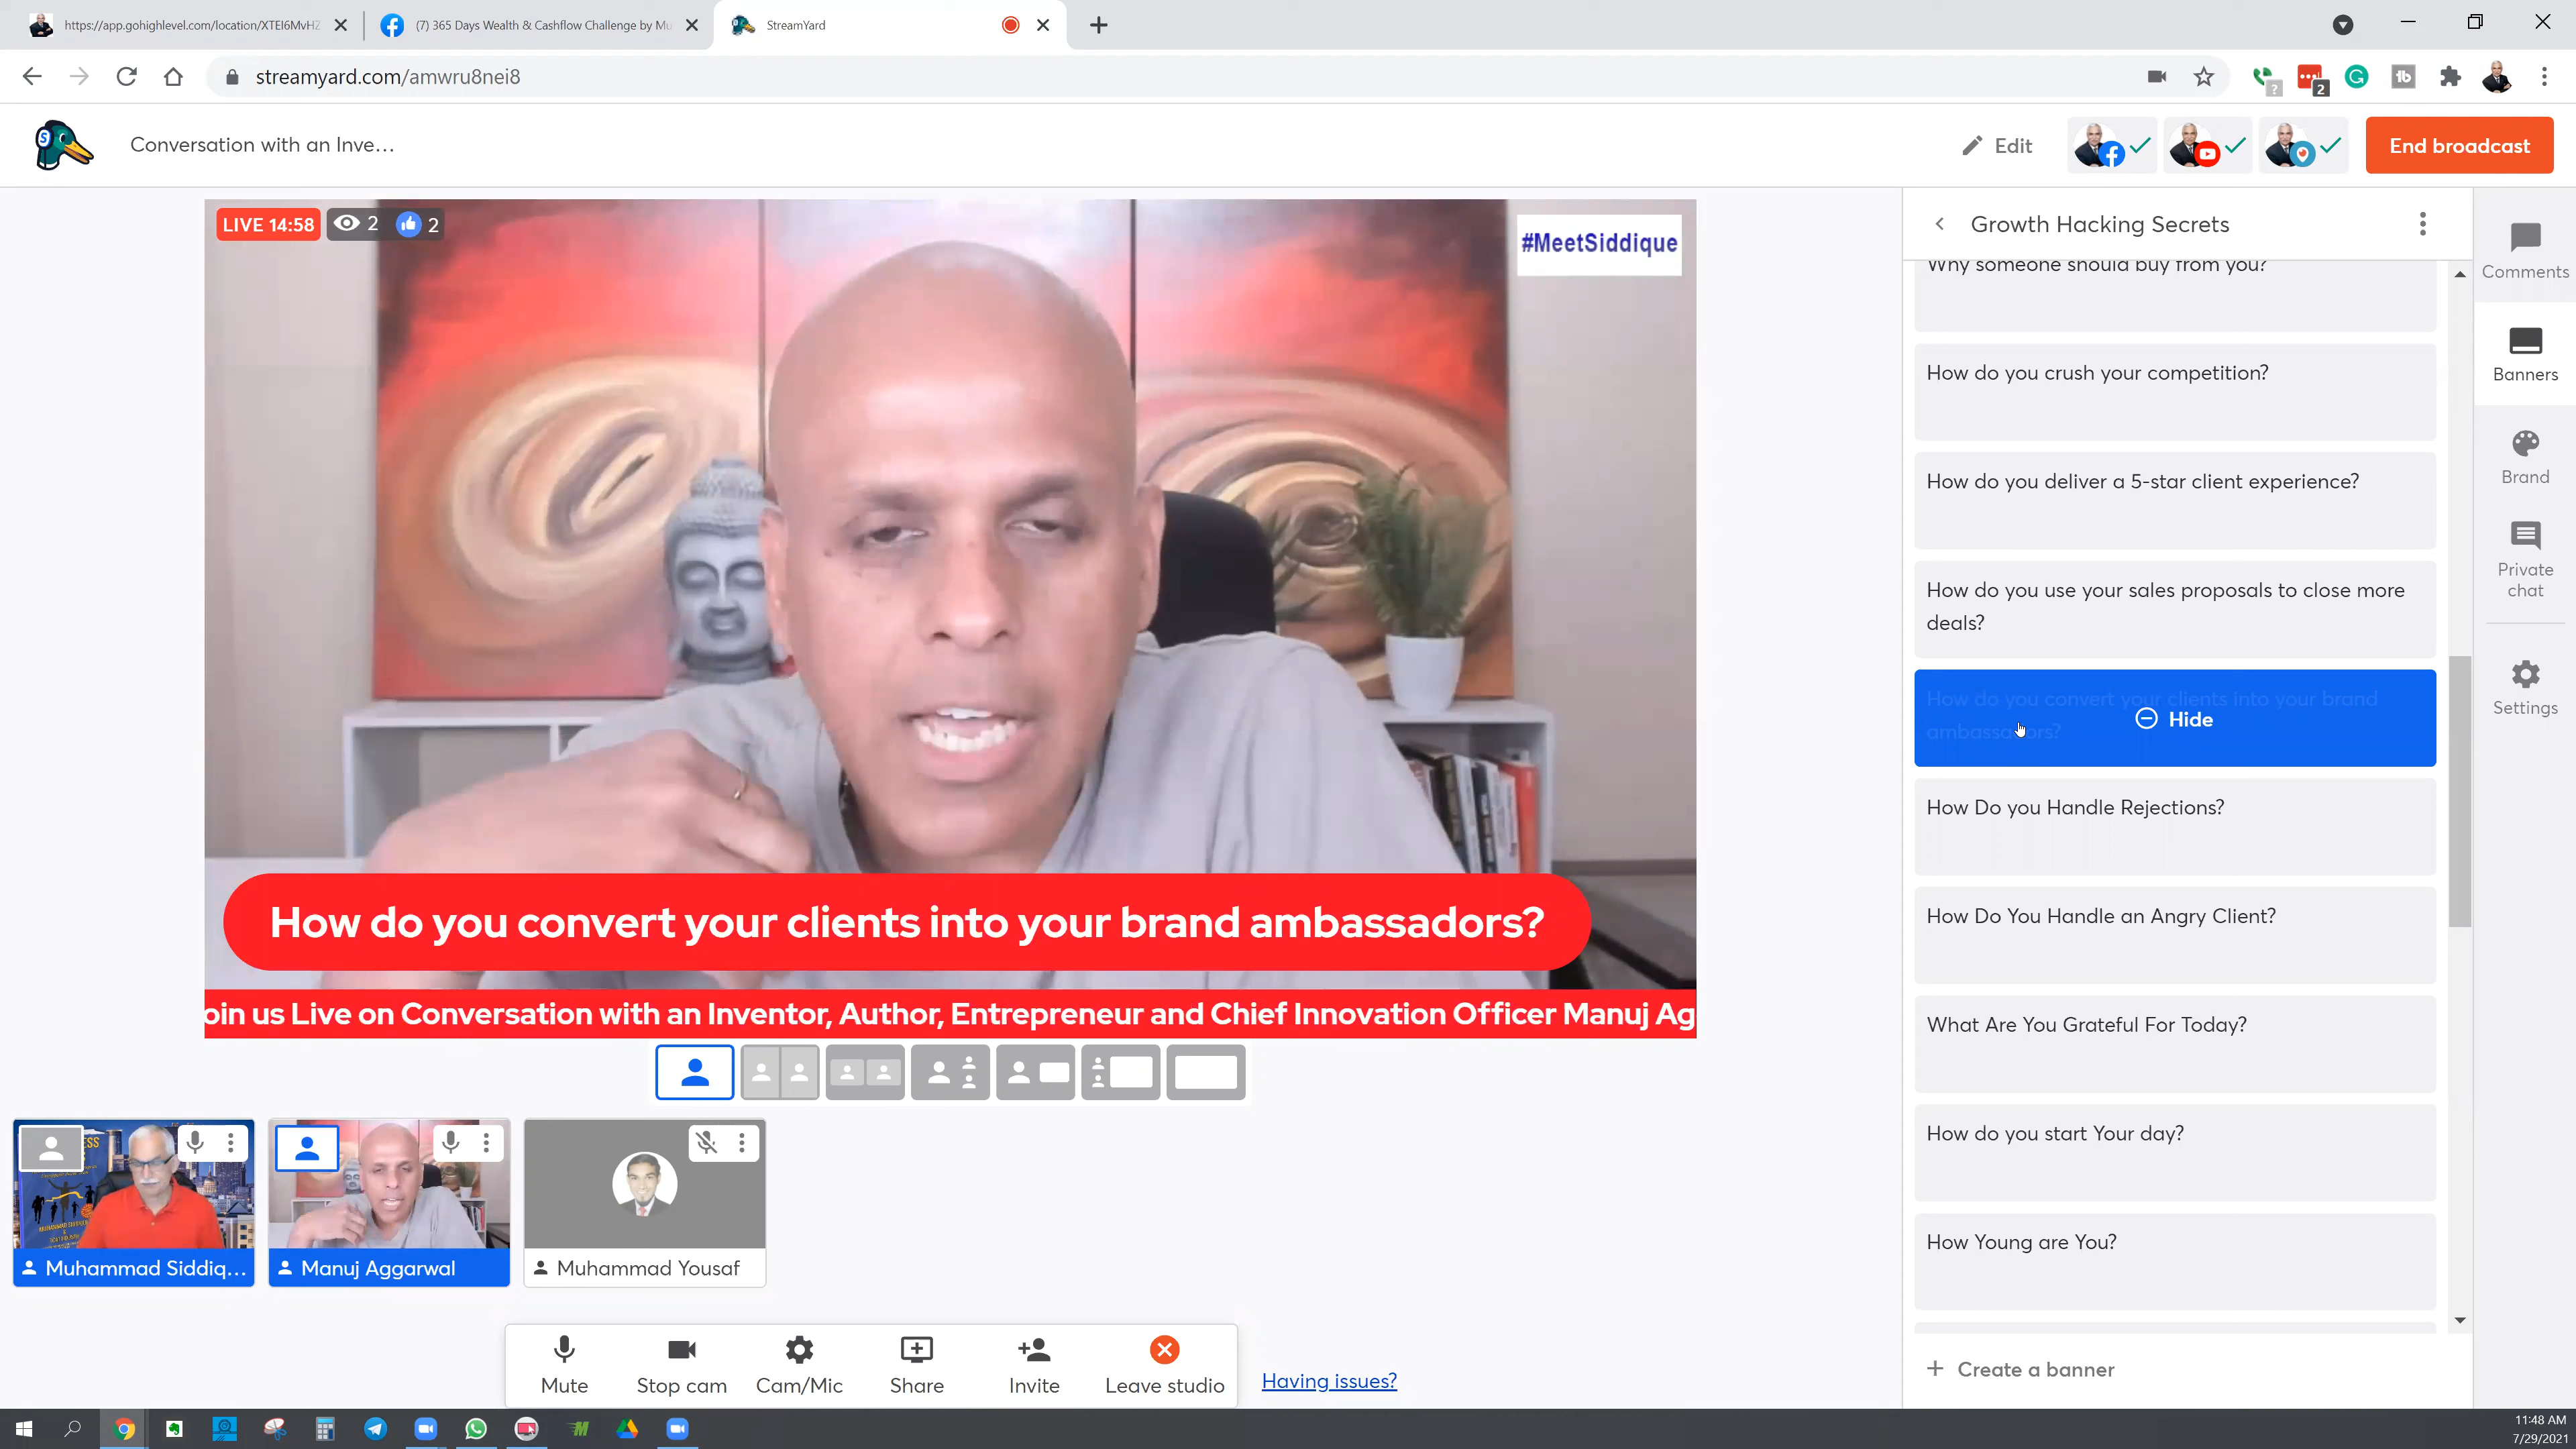 https://app.gohighlevel.com/location/XTEI6MvHZ
(7) 365 Days Wealth & Cashflow Challenge by Mu
StreamYard
streamyard.com/amwru8nei8
2
Conversation with an Inve...
Edit
End broadcast
LIVE 14:58
2
2
#MeetSiddique
Growth Hacking Secrets
Why someone should buy from you?
How do you crush your competition?
How do you deliver a 5-star client experience?
How do you use your sales proposals to close more
deals?
How do you convert your clients into your brand
ambassadors?
Hide
How Do you Handle Rejections?
How Do You Handle an Angry Client?
What Are You Grateful For Today?
How do you start Your day?
How Young are You?
Create a banner
Comments
Banners
Brand
Private
chat
Settings
How do you convert your clients into your brand ambassadors?
oin us Live on Conversation with an Inventor, Author, Entrepreneur and Chief Innovation Officer Manuj Ag
ESS
Muhammad Siddiq...
Manuj Aggarwal
Muhammad Yousaf
Mute
Stop cam
Cam/Mic
Share
Invite
Leave studio
Having issues?
11:48 AM
7/29/2021